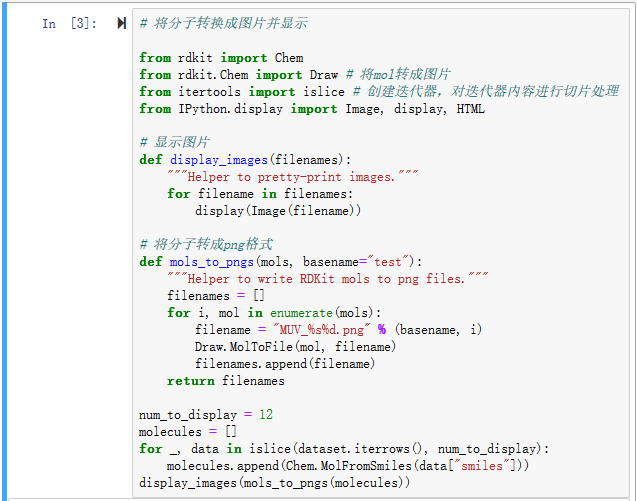 In [3]:
# 将分子转换成图片并显示
from rdkit import Chem
from rdkit.Chem import Draw # 将mol转成图片
from itertools import islice # 创建迭代器，对迭代器内容进行切片处理
from IPython.display import Image, display, HTML
# 显示图片
def display_images(filenames):
    """Helper to pretty-print images."""
    for filename in filenames:
        display(Image(filename))
# 将分子转成png格式
def mols_to_pngs(mols, basename="test"):
    """Helper to write RDKit mols to png files."""
    filenames = []
    for i, mol in enumerate(mols):
        filename = "MUV_%s%d.png" % (basename, i)
        Draw.MolToFile(mol, filename)
        filenames.append(filename)
    return filenames
num_to_display = 12
molecules = []
for _, data in islice(dataset.iterrows(), num_to_display):
    molecules.append(Chem.MolFromSmiles(data["smiles"]))
display_images(mols_to_pngs(molecules))